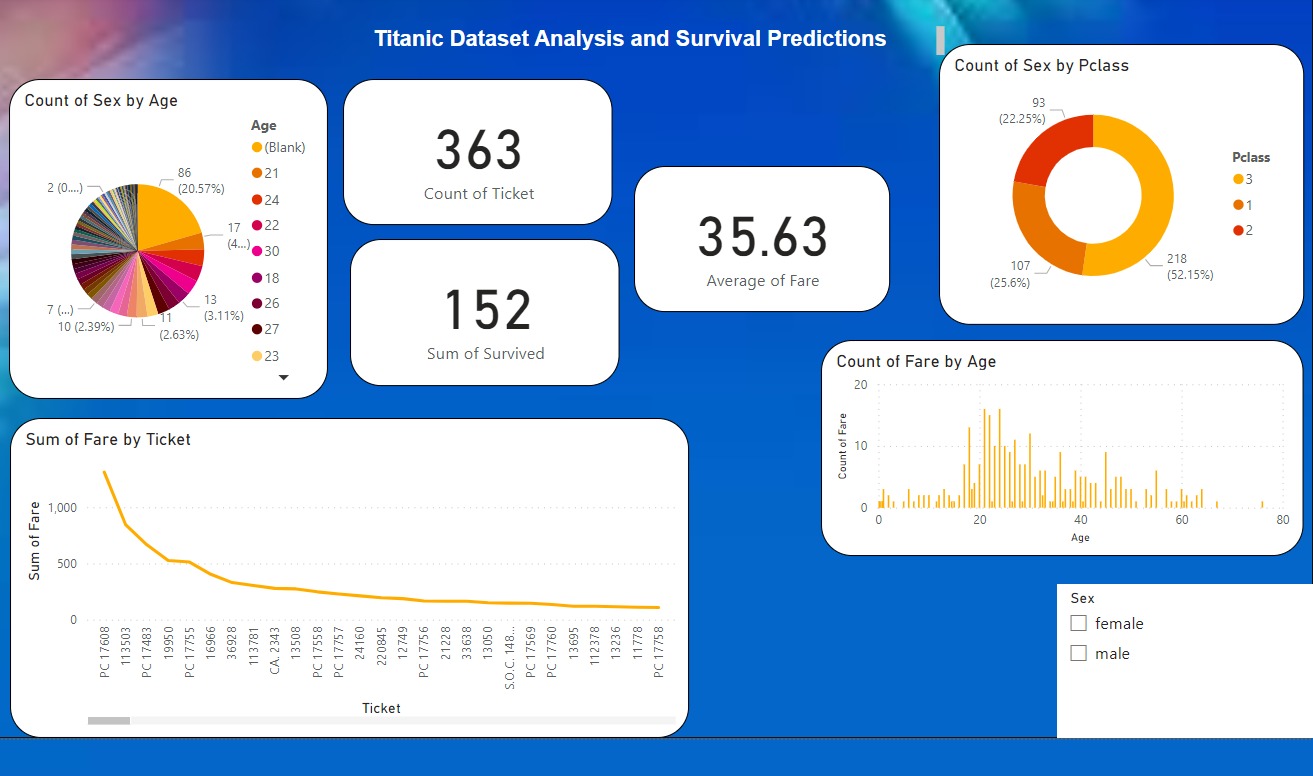 Titanic Dataset Analysis and Survival Predictions
Count of Sex by Age
Age
(Blank)
21
24
22
30
18
26
27
23
86
(20.57%)
17
(4...)
13
(3.11%)
11
(2.63%)
10 (2.39%)
7 (...)
2 (0....)
363
Count of Ticket
152
Sum of Survived
35.63
Average of Fare
Count of Sex by Pclass
93
(22.25%)
107
(25.6%)
218
(52.15%)
Pclass
3
1
2
Count of Fare by Age
Count of Fare
20
10
0
0
20
40
60
80
Age
Sum of Fare by Ticket
Sum of Fare
1,000
500
0
PC 17608
113503
PC 17483
19950
PC 17755
16966
36928
113781
CA. 2343
13508
PC 17558
PC 17757
24160
220845
12749
PC 17756
21228
33638
13050
S.O.C. 148...
PC 17569
PC 17760
13695
112378
13236
11778
PC 17758
Ticket
Sex
female
male